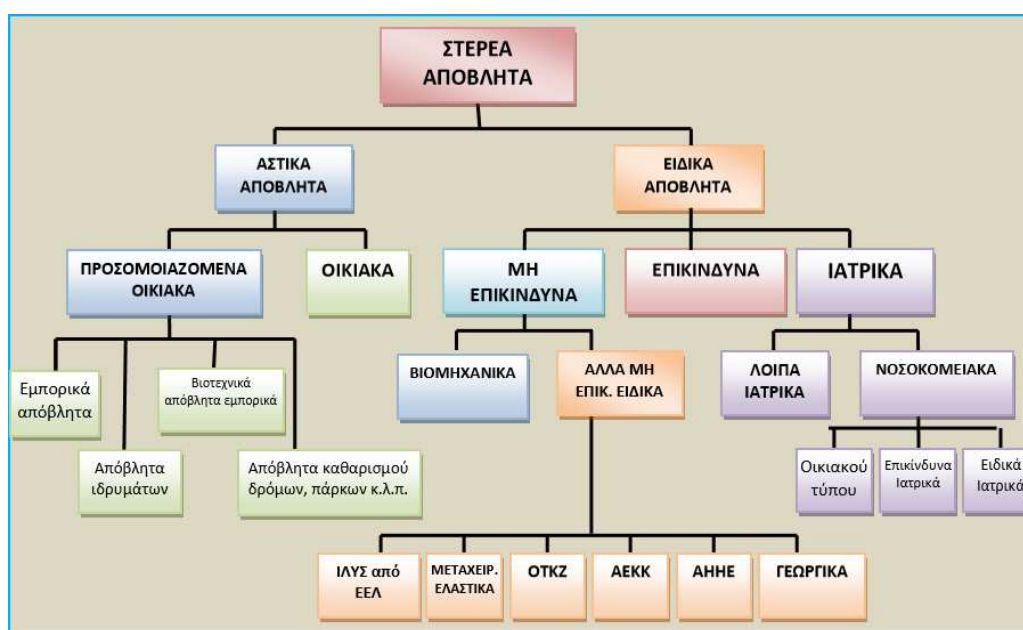 ΣΤΕΡΕΑ
ΑΠΟΒΛΗΤΑ
ΑΣΤΙΚΑ
ΑΠΟΒΛΗΤΑ
ΕΙΔΙΚΑ
ΑΠΟΒΛΗΤΑ
ΠΡΟΣΟΜΟΙΑΖΟΜΕΝΑ
ΟΙΚΙΑΚΑ
ΟΙΚΙΑΚΑ
ΜΗ
ΕΠΙΚΙΝΔΥΝΑ
ΕΠΙΚΙΝΔΥΝΑ
ΙΑΤΡΙΚΑ
Εμπορικά
απόβλητα
Βιοτεχνικά
απόβλητα εμπορικά
ΒΙΟΜΗΧΑΝΙΚΑ
ΑΛΛΑ ΜΗ
ΕΠΙΚ. ΕΙΔΙΚΑ
ΛΟΙΠΑ
ΙΑΤΡΙΚΑ
ΝΟΣΟΚΟΜΕΙΑΚΑ
Απόβλητα
ιδρυμάτων
Απόβλητα καθαρισμού
δρόμων, πάρκων κ.λ.π.
Οικιακού
τύπου
Επικίνδυνα
Ιατρικά
Ειδικά
Ιατρικά
ΙΛΥΣ από
ΕΕΛ
ΜΕΤΑΧΕΙΡ.
ΕΛΑΣΤΙΚΑ
ΟΤΚΖ
ΑΕΚΚ
ΑΗΗΕ
ΓΕΩΡΓΙΚΑ